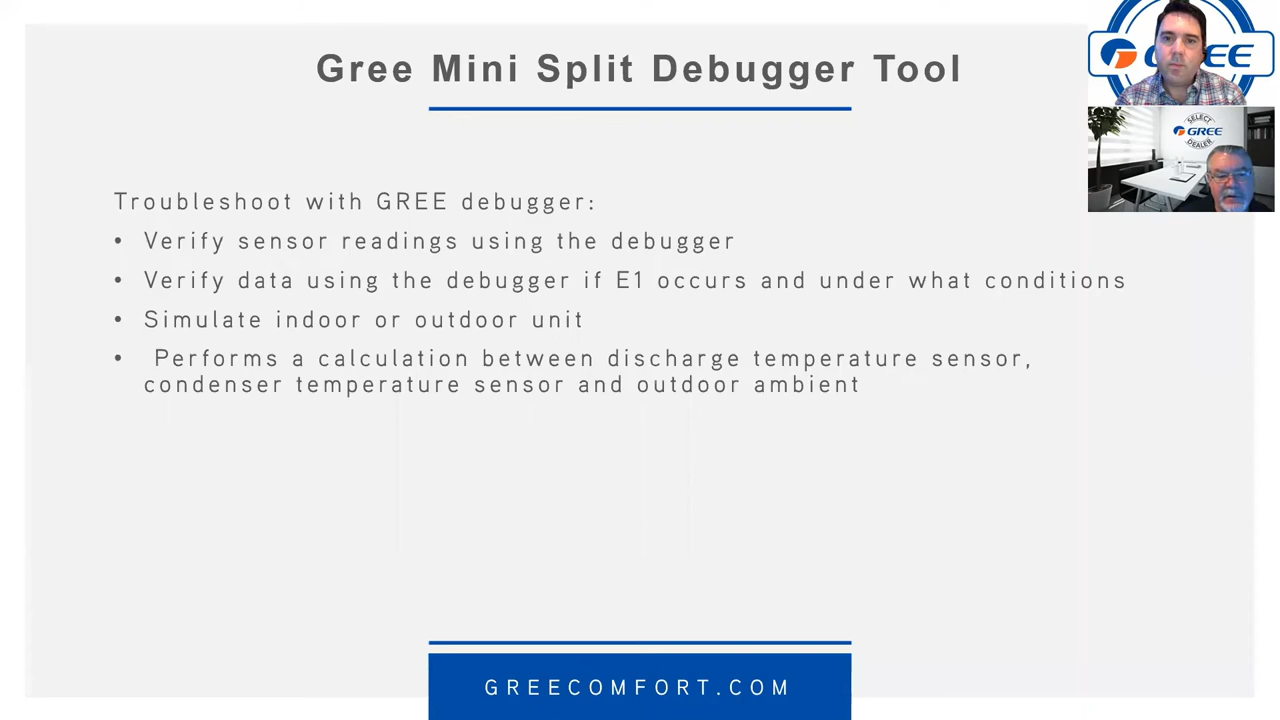 Gree Mini Split Debugger Tool
GREE
SELECT
GREE
DEALER
Troubleshoot with GREE debugger:
• Verify sensor readings using the debugger
• Verify data using the debugger if E1 occurs and under what conditions
• Simulate indoor or outdoor unit
• Performs a calculation between discharge temperature sensor,
condenser temperature sensor and outdoor ambient
GREECOMFORT.COM